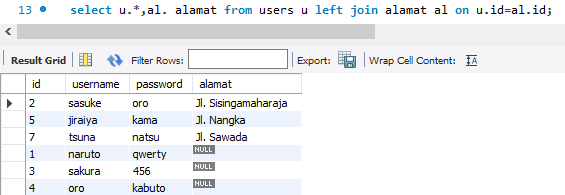 13 select u.*,al. alamat from users u left join alamat al on u.id=al.id;
Result Grid Filter Rows: Export: Wrap Cell Content: IA
id username password alamat
2 sasuke oro Jl. Sisingamaharaja
5 jiraiya kama Jl. Nangka
7 tsuna natsu Jl. Sawada
1 naruto qwerty NULL
3 sakura 456 NULL
4 oro kabuto NULL